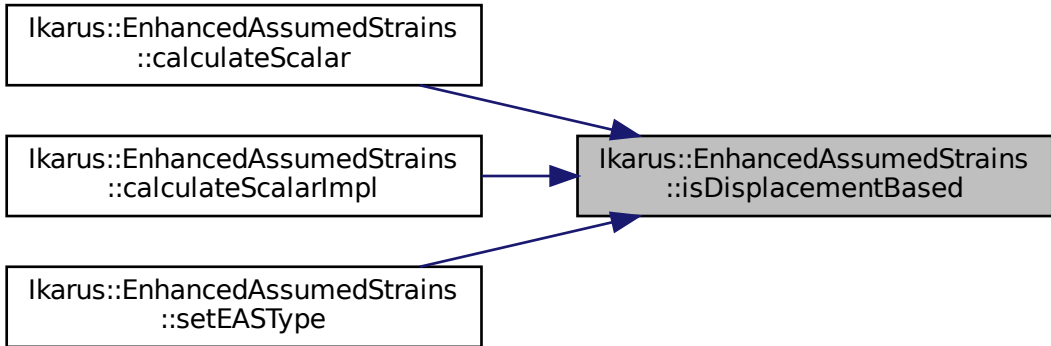 Ikarus::EnhancedAssumedStrains
::calculateScalar
Ikarus::EnhancedAssumedStrains
::calculateScalarImpl
Ikarus::EnhancedAssumedStrains
::isDisplacementBased
Ikarus::EnhancedAssumedStrains
::setEASType